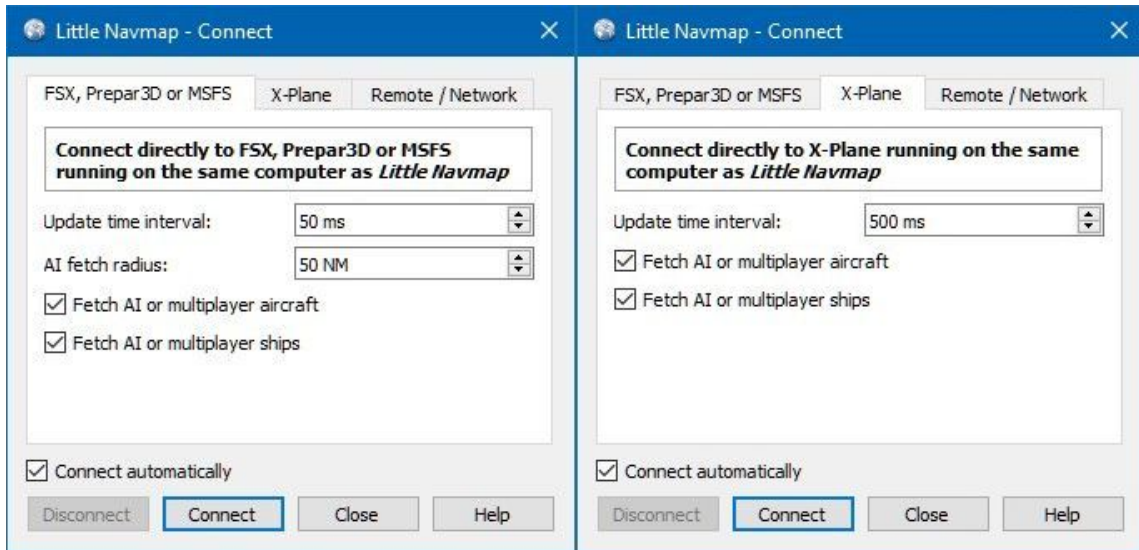 Little Navmap - Connect
FSX, Prepar3D or MSFS
X-Plane
Remote / Network
Connect directly to FSX, Prepar3D or MSFS
running on the same computer as Little Navmap
Update time interval:
50 ms
AI fetch radius:
50 NM
Fetch AI or multiplayer aircraft
Fetch AI or multiplayer ships
Connect automatically
Disconnect
Connect
Close
Help
Little Navmap - Connect
FSX, Prepar3D or MSFS
X-Plane
Remote / Network
Connect directly to X-Plane running on the same
computer as Little Navmap
Update time interval:
500 ms
Fetch AI or multiplayer aircraft
Fetch AI or multiplayer ships
Connect automatically
Disconnect
Connect
Close
Help